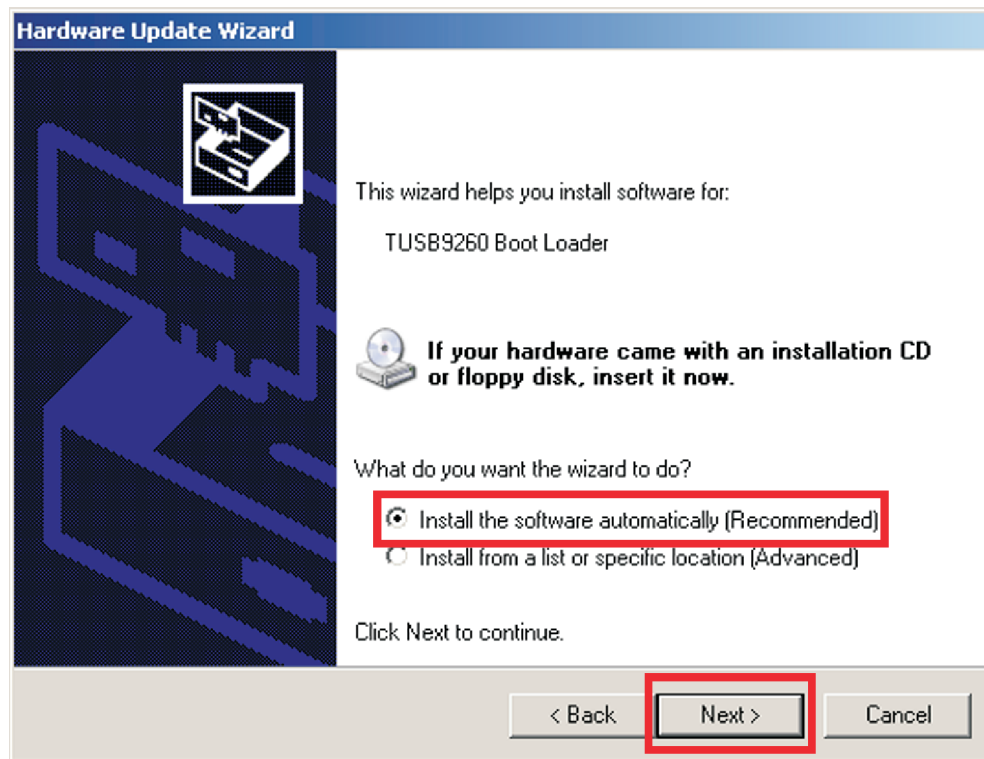 Hardware Update Wizard
This wizard helps you install software for:
TUSB9260 Boot Loader
If your hardware came with an installation CD
or floppy disk, insert it now.
What do you want the wizard to do?
Install the software automatically (Recommended)
Install from a list or specific location (Advanced)
Click Next to continue.
< Back
Next >
Cancel